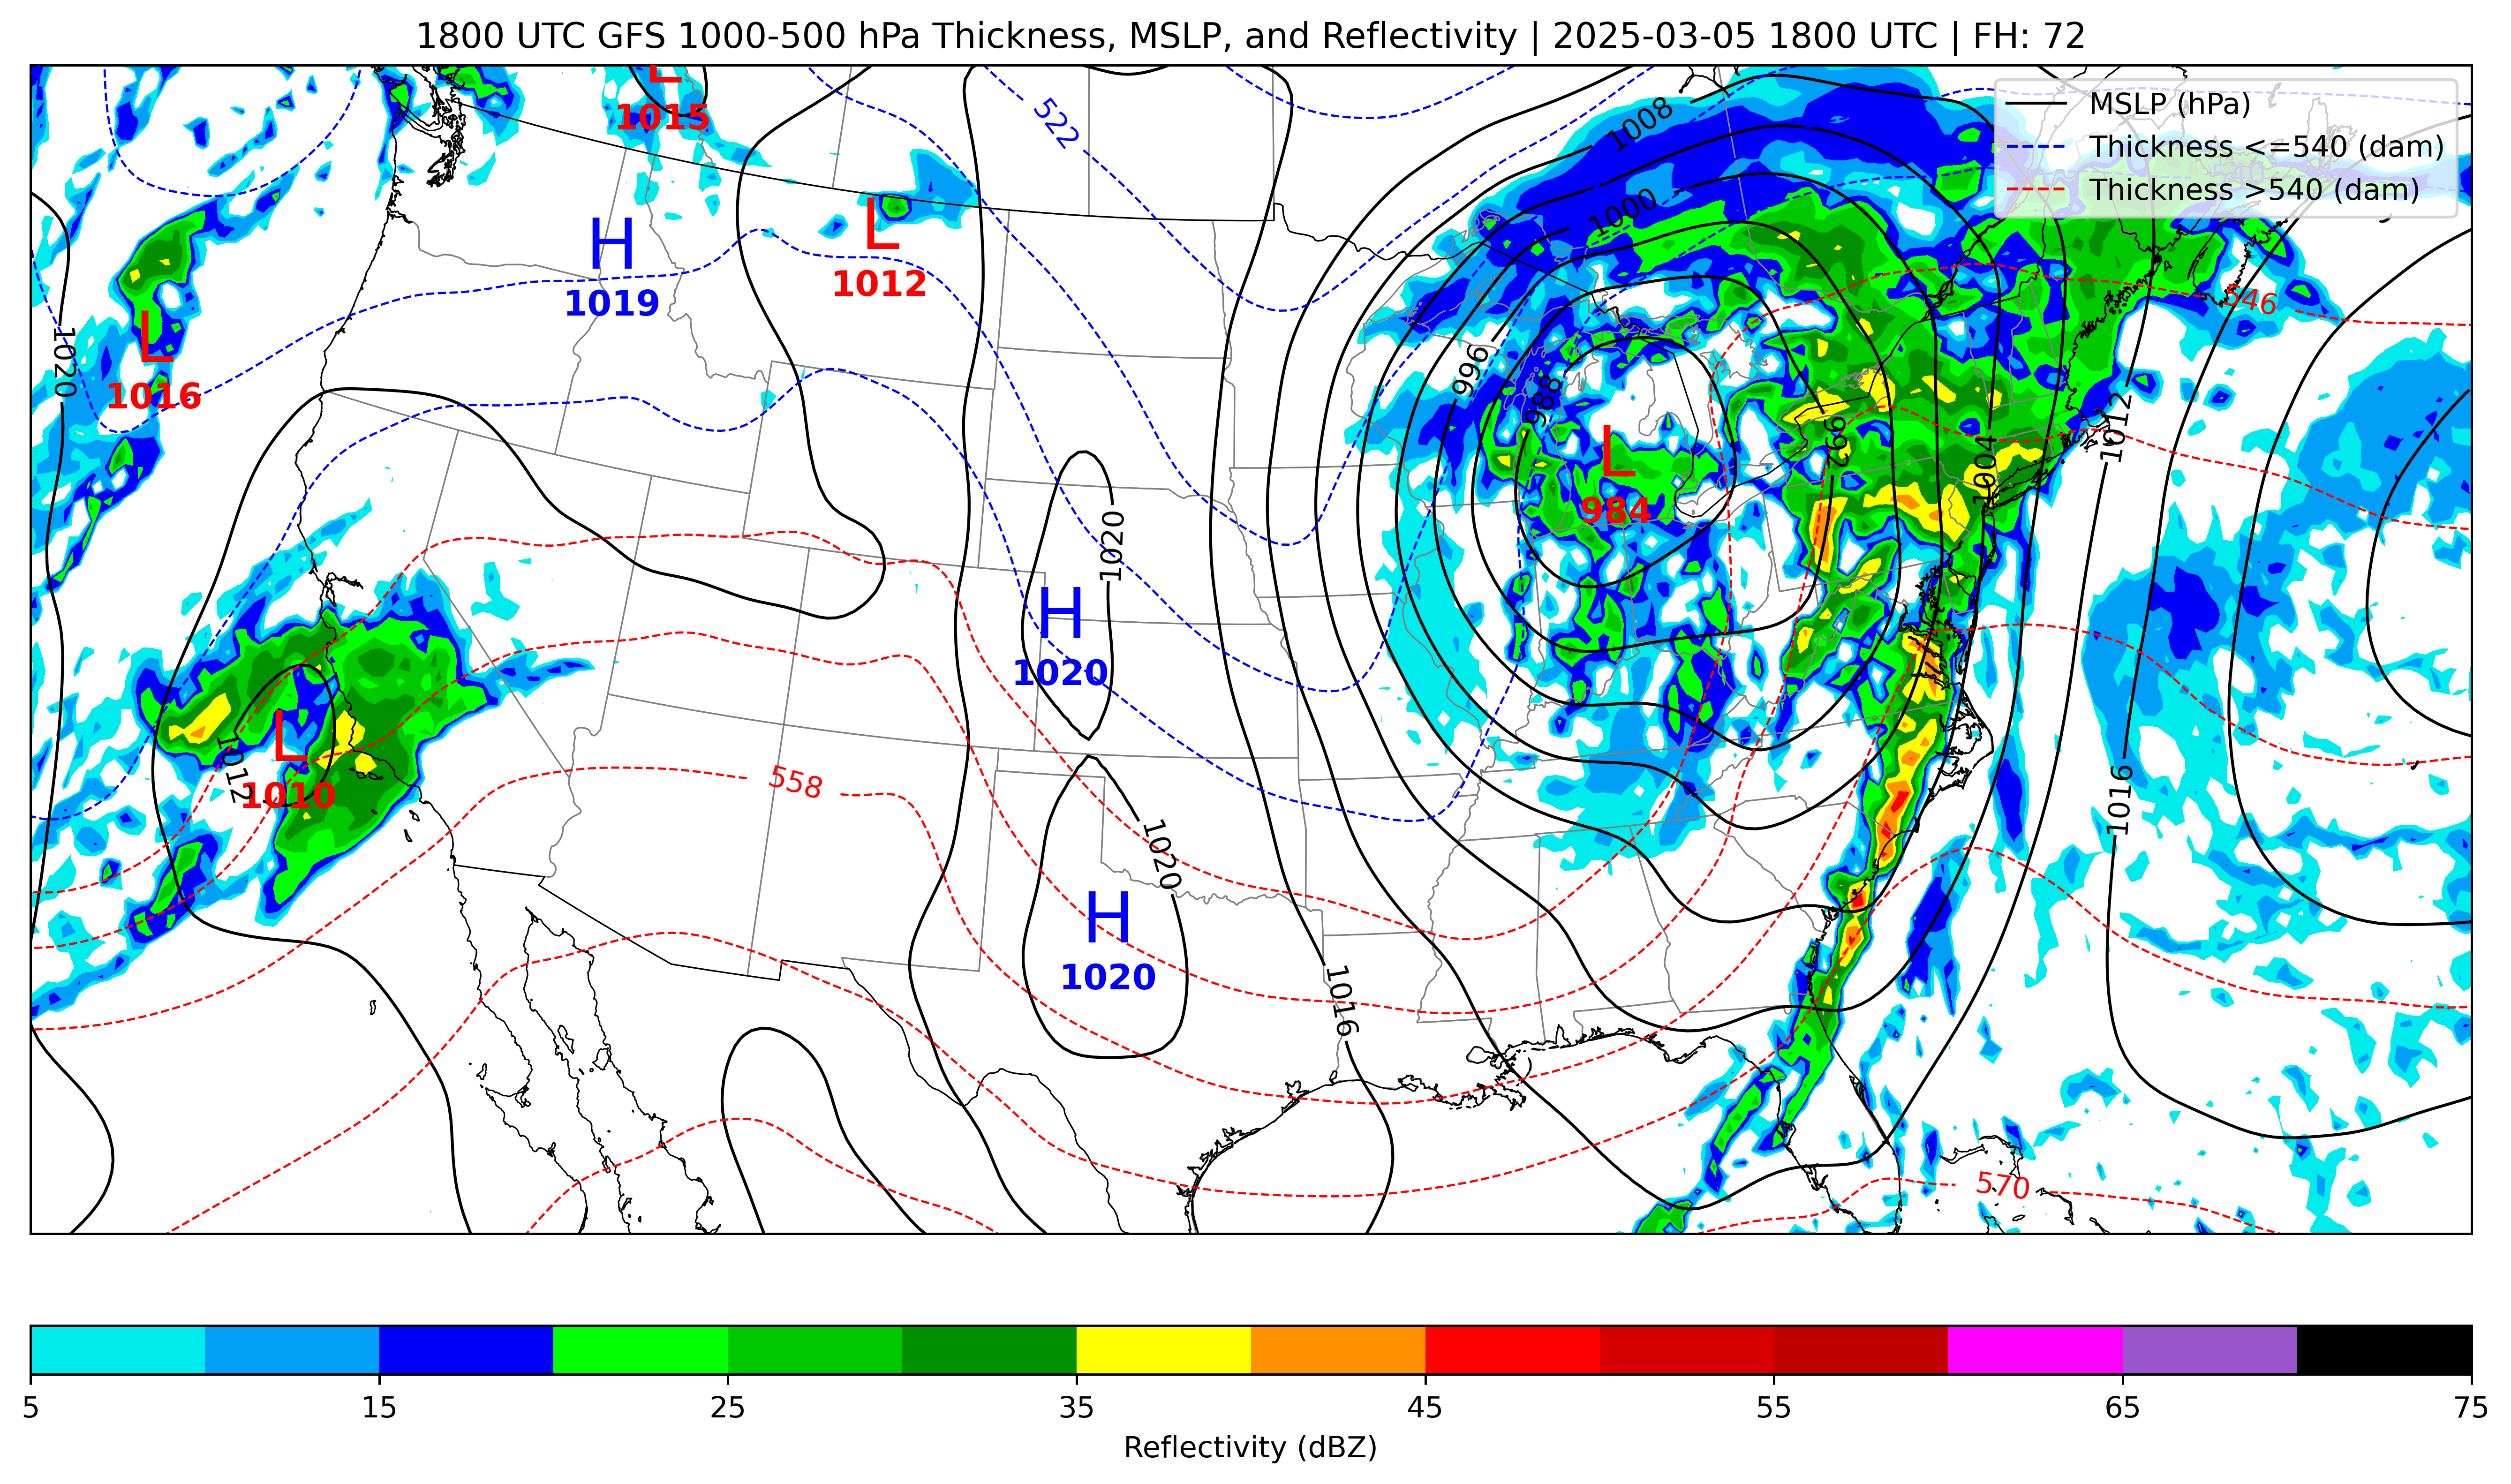 1800 UTC GFS 1000-500 hPa Thickness, MSLP, and Reflectivity | 2025-03-05 1800 UTC | FH: 72
MSLP (hPa)
Thickness <=540 (dam)
Thickness >540 (dam)
L
1015
522
1008
1000
H
1019
L
1012
L
1016
1020
546
996
988
992
1012
1004
L
984
1020
H
1020
L
1010
1012
558
1020
1016
H
1020
1016
570
5 15 25 35 45 55 65 75
Reflectivity (dBZ)